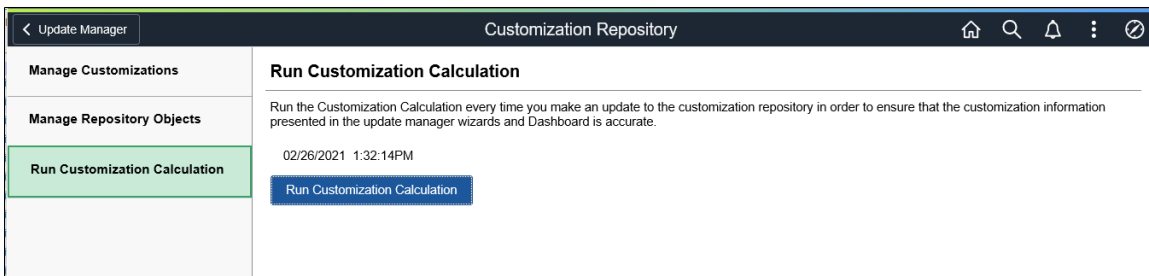 Update Manager
Customization Repository
Manage Customizations
Manage Repository Objects
Run Customization Calculation
Run Customization Calculation
Run the Customization Calculation every time you make an update to the customization repository in order to ensure that the customization information
presented in the update manager wizards and Dashboard is accurate.
02/26/2021 1:32:14PM
Run Customization Calculation